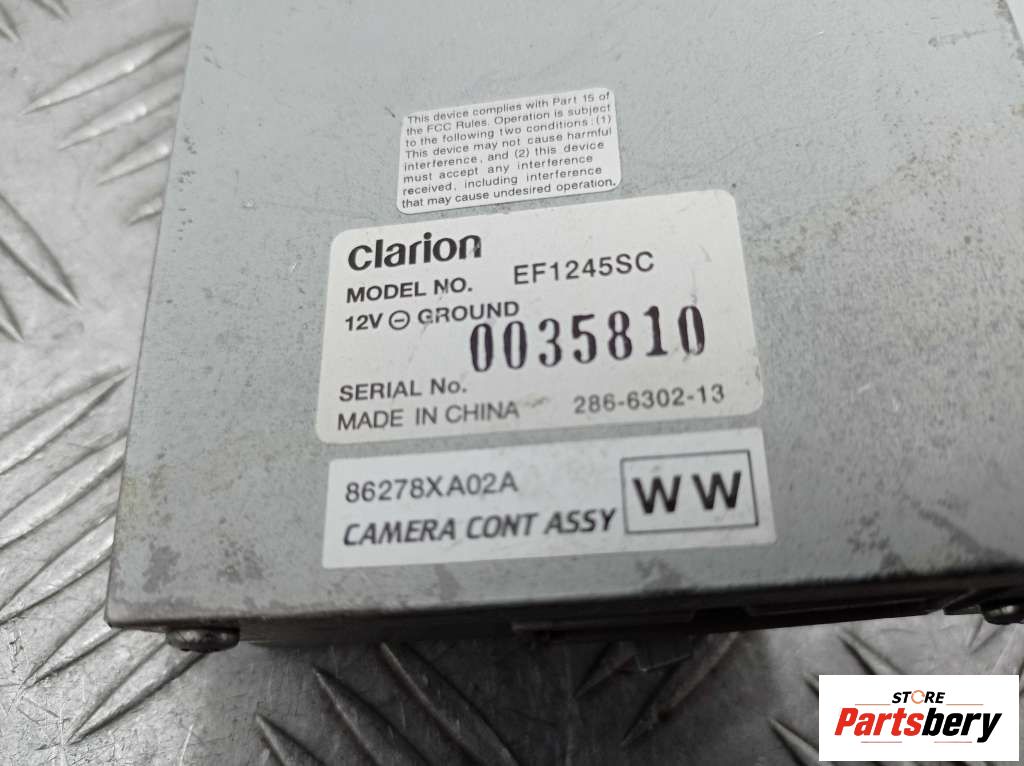 This device complies with Part 15 of
the FCC Rules. Operation is subject
to the following two conditions:(1)
This device may not cause harmful
interference, and (2) this device
must accept any interference
received, including interference
that may cause undesired operation.
clarion
MODEL NO. EF1245SC
12V ⊖ GROUND
0035810
SERIAL No.
MADE IN CHINA 286-6302-13
86278XA02A
CAMERA CONT ASSY
WW
STORE
Partsbery